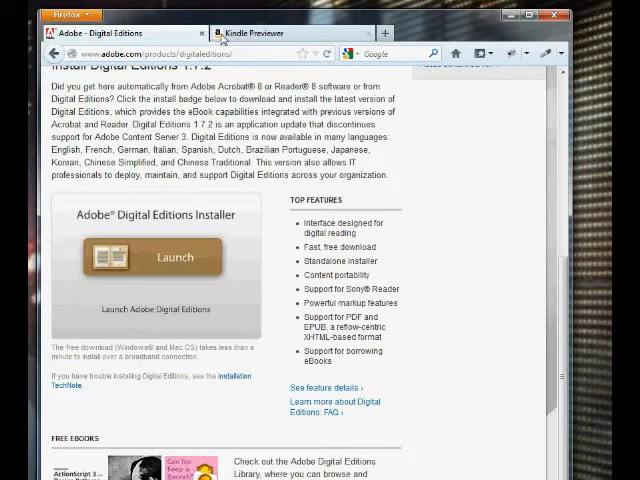 Firefox
Adobe - Digital Editions
Kindle Previewer
www.adobe.com/products/digitaleditions/
Google
Install Digital Editions 1.7.2
Did you get here automatically from Adobe Acrobat® 8 or Reader® 8 software or from
Digital Editions? Click the install badge below to download and install the latest version of
Digital Editions, which provides the eBook capabilities integrated with previous versions of
Acrobat and Reader. Digital Editions 1.7.2 is an application update that discontinues
support for Adobe Content Server 3. Digital Editions is now available in many languages:
English, French, German, Italian, Spanish, Dutch, Brazilian Portuguese, Japanese,
Korean, Chinese Simplified, and Chinese Traditional. This version also allows IT
professionals to deploy, maintain, and support Digital Editions across your organization.
Adobe® Digital Editions Installer
Launch
Launch Adobe Digital Editions
The free download (Windows® and Mac OS) takes less than a
minute to install over a broadband connection.
If you have trouble installing Digital Editions, see the installation
TechNote.
TOP FEATURES
Interface designed for
digital reading
Fast, free download
Standalone installer
Content portability
Support for Sony® Reader
Powerful markup features
Support for PDF and
EPUB, a reflow-centric
XHTML-based format
Support for borrowing
eBooks
See feature details ›
Learn more about Digital
Editions: FAQ ›
FREE EBOOKS
ActionScript 3...
Can You
Keep a
Secret?
Check out the Adobe Digital Editions
Library, where you can browse and